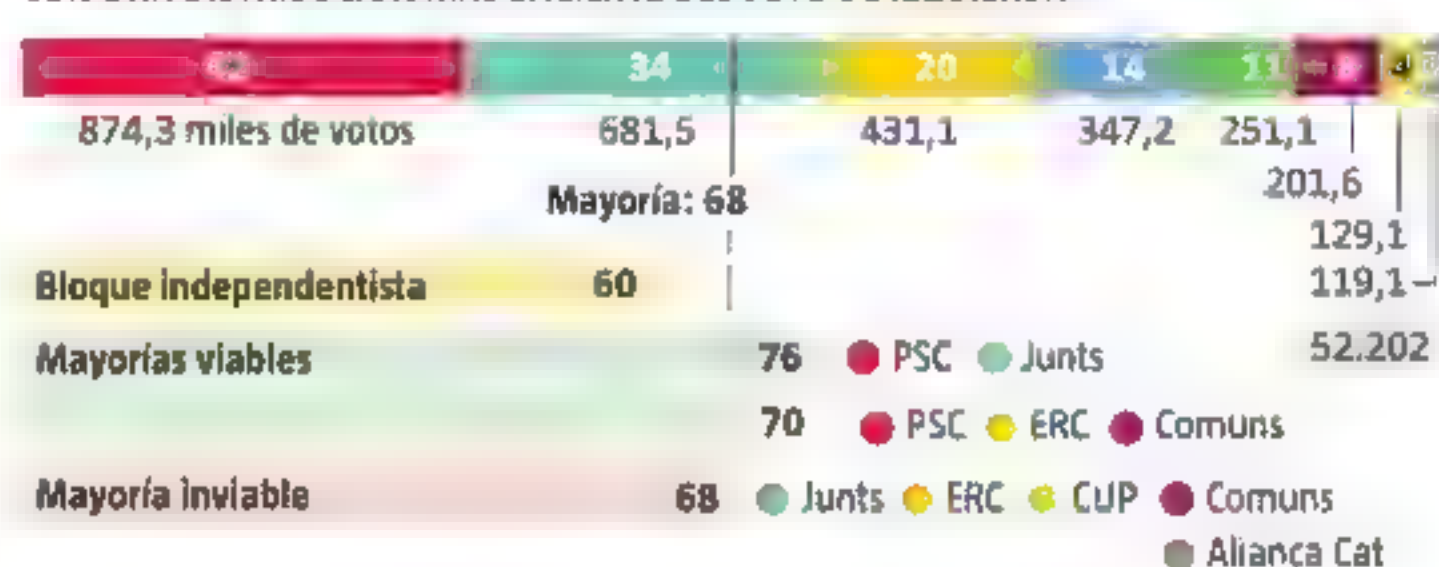 34 20 14 11
874,3 miles de votos 681,5 431,1 347,2 251,1
201,6
Mayoría: 68
129,1
Bloque independentista 60 119,1
Mayorías viables 76 PSC Junts 52.202
70 PSC ERC Comuns
Mayoría inviable 68 Junts ERC CUP Comuns
Aliança Cat